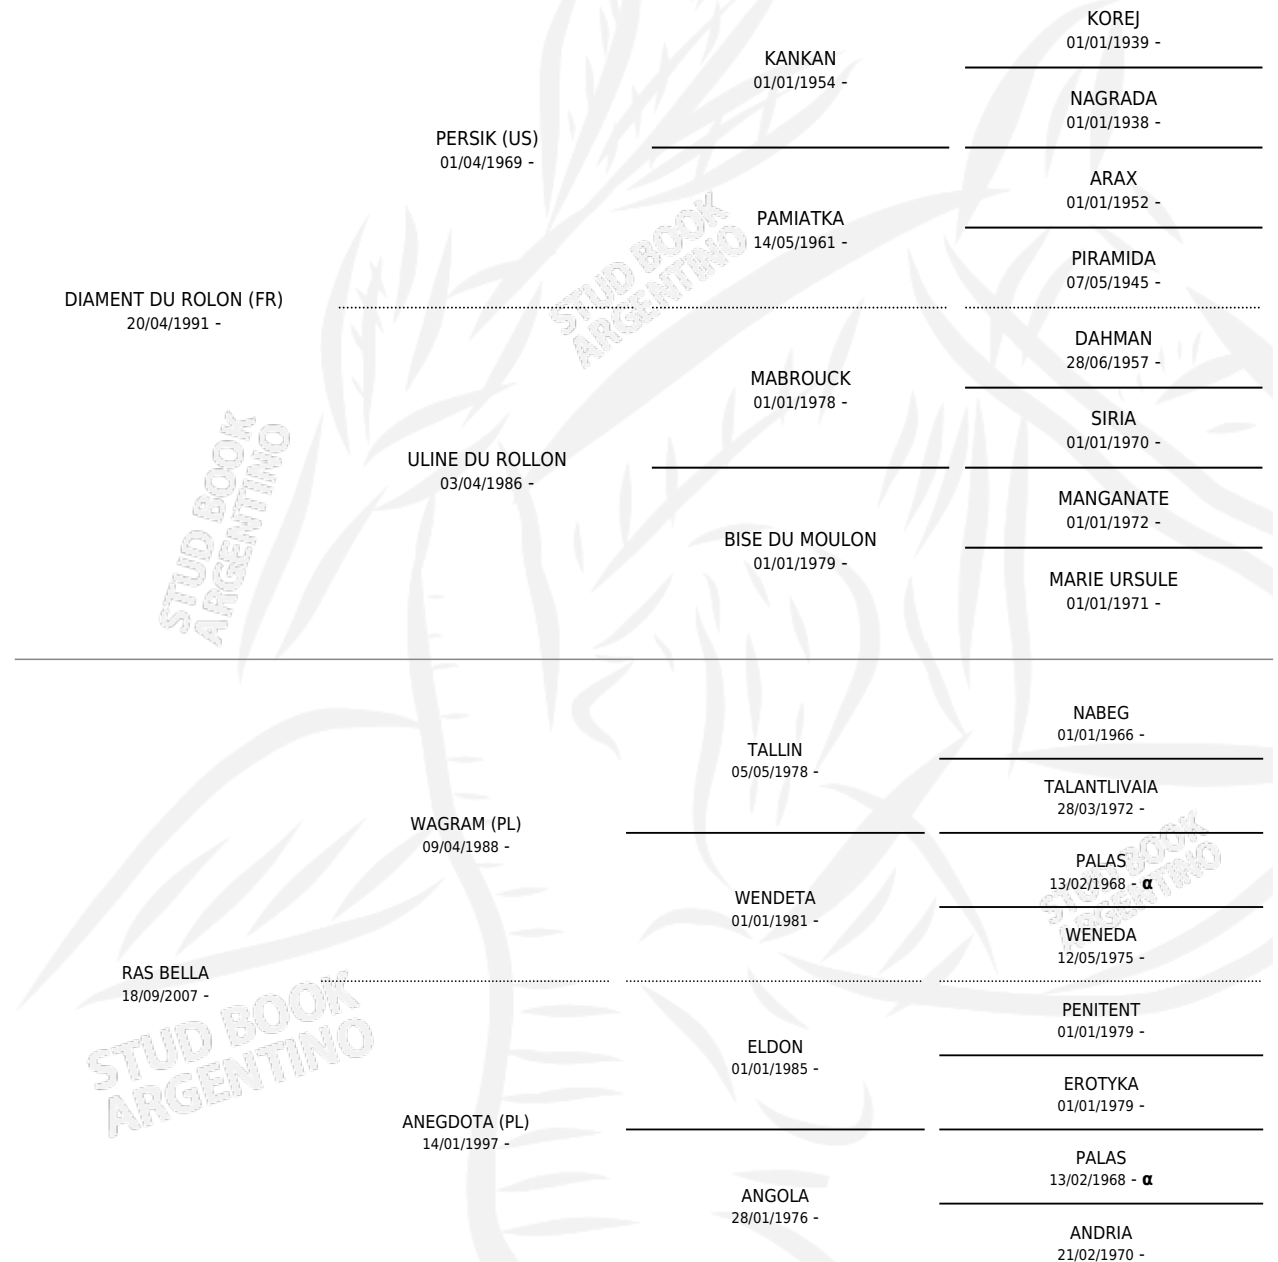 KOREJ
01/01/1939 -
KANKAN
01/01/1954 -
NAGRADA
01/01/1938 -
PERSIK (US)
01/04/1969 -
ARAX
01/01/1952 -
PAMIATKA
14/05/1961 -
PIRAMIDA
07/05/1945 -
DIAMENT DU ROLON (FR)
20/04/1991 -
STUD BOOK
ARGENTINO
DAHMAN
28/06/1957 -
MABROUCK
01/01/1978 -
SIRIA
01/01/1970 -
ULINE DU ROLLON
03/04/1986 -
MANGANATE
01/01/1972 -
BISE DU MOULON
01/01/1979 -
MARIE URSULE
01/01/1971 -
STUD BOOK
ARGENTINO
NABEG
01/01/1966 -
TALLIN
05/05/1978 -
TALANTLIVAIA
28/03/1972 -
WAGRAM (PL)
09/04/1988 -
PALAS
13/02/1968 - α
WENDETA
01/01/1981 -
WENEDA
12/05/1975 -
STUD BOOK
ARGENTINO
RAS BELLA
18/09/2007 -
PENITENT
01/01/1979 -
ELDON
01/01/1985 -
EROTYKA
01/01/1979 -
STUD BOOK
ARGENTINO
ANEGDOTA (PL)
14/01/1997 -
PALAS
13/02/1968 - α
ANGOLA
28/01/1976 -
ANDRIA
21/02/1970 -